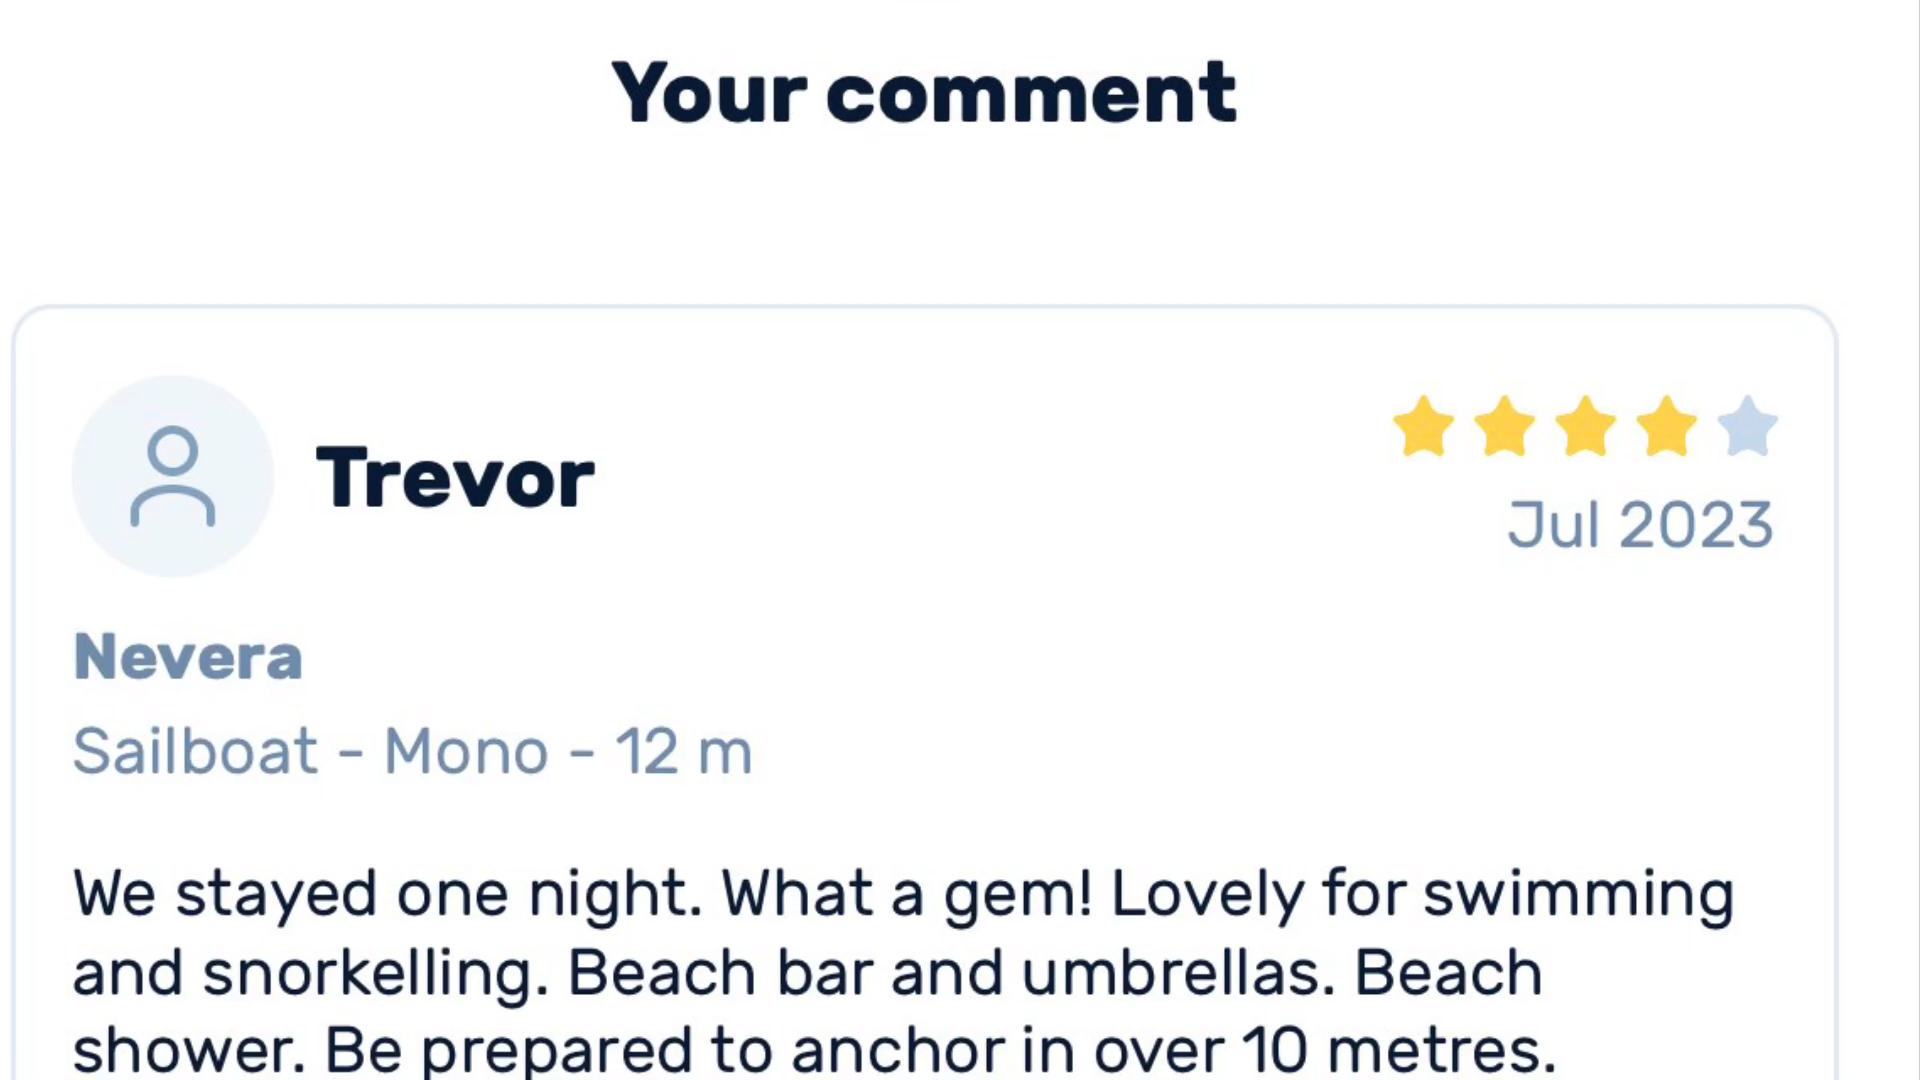 Your comment
Trevor
Jul 2023
Nevera
Sailboat - Mono - 12 m
We stayed one night. What a gem! Lovely for swimming
and snorkelling. Beach bar and umbrellas. Beach
shower. Be prepared to anchor in over 10 metres.